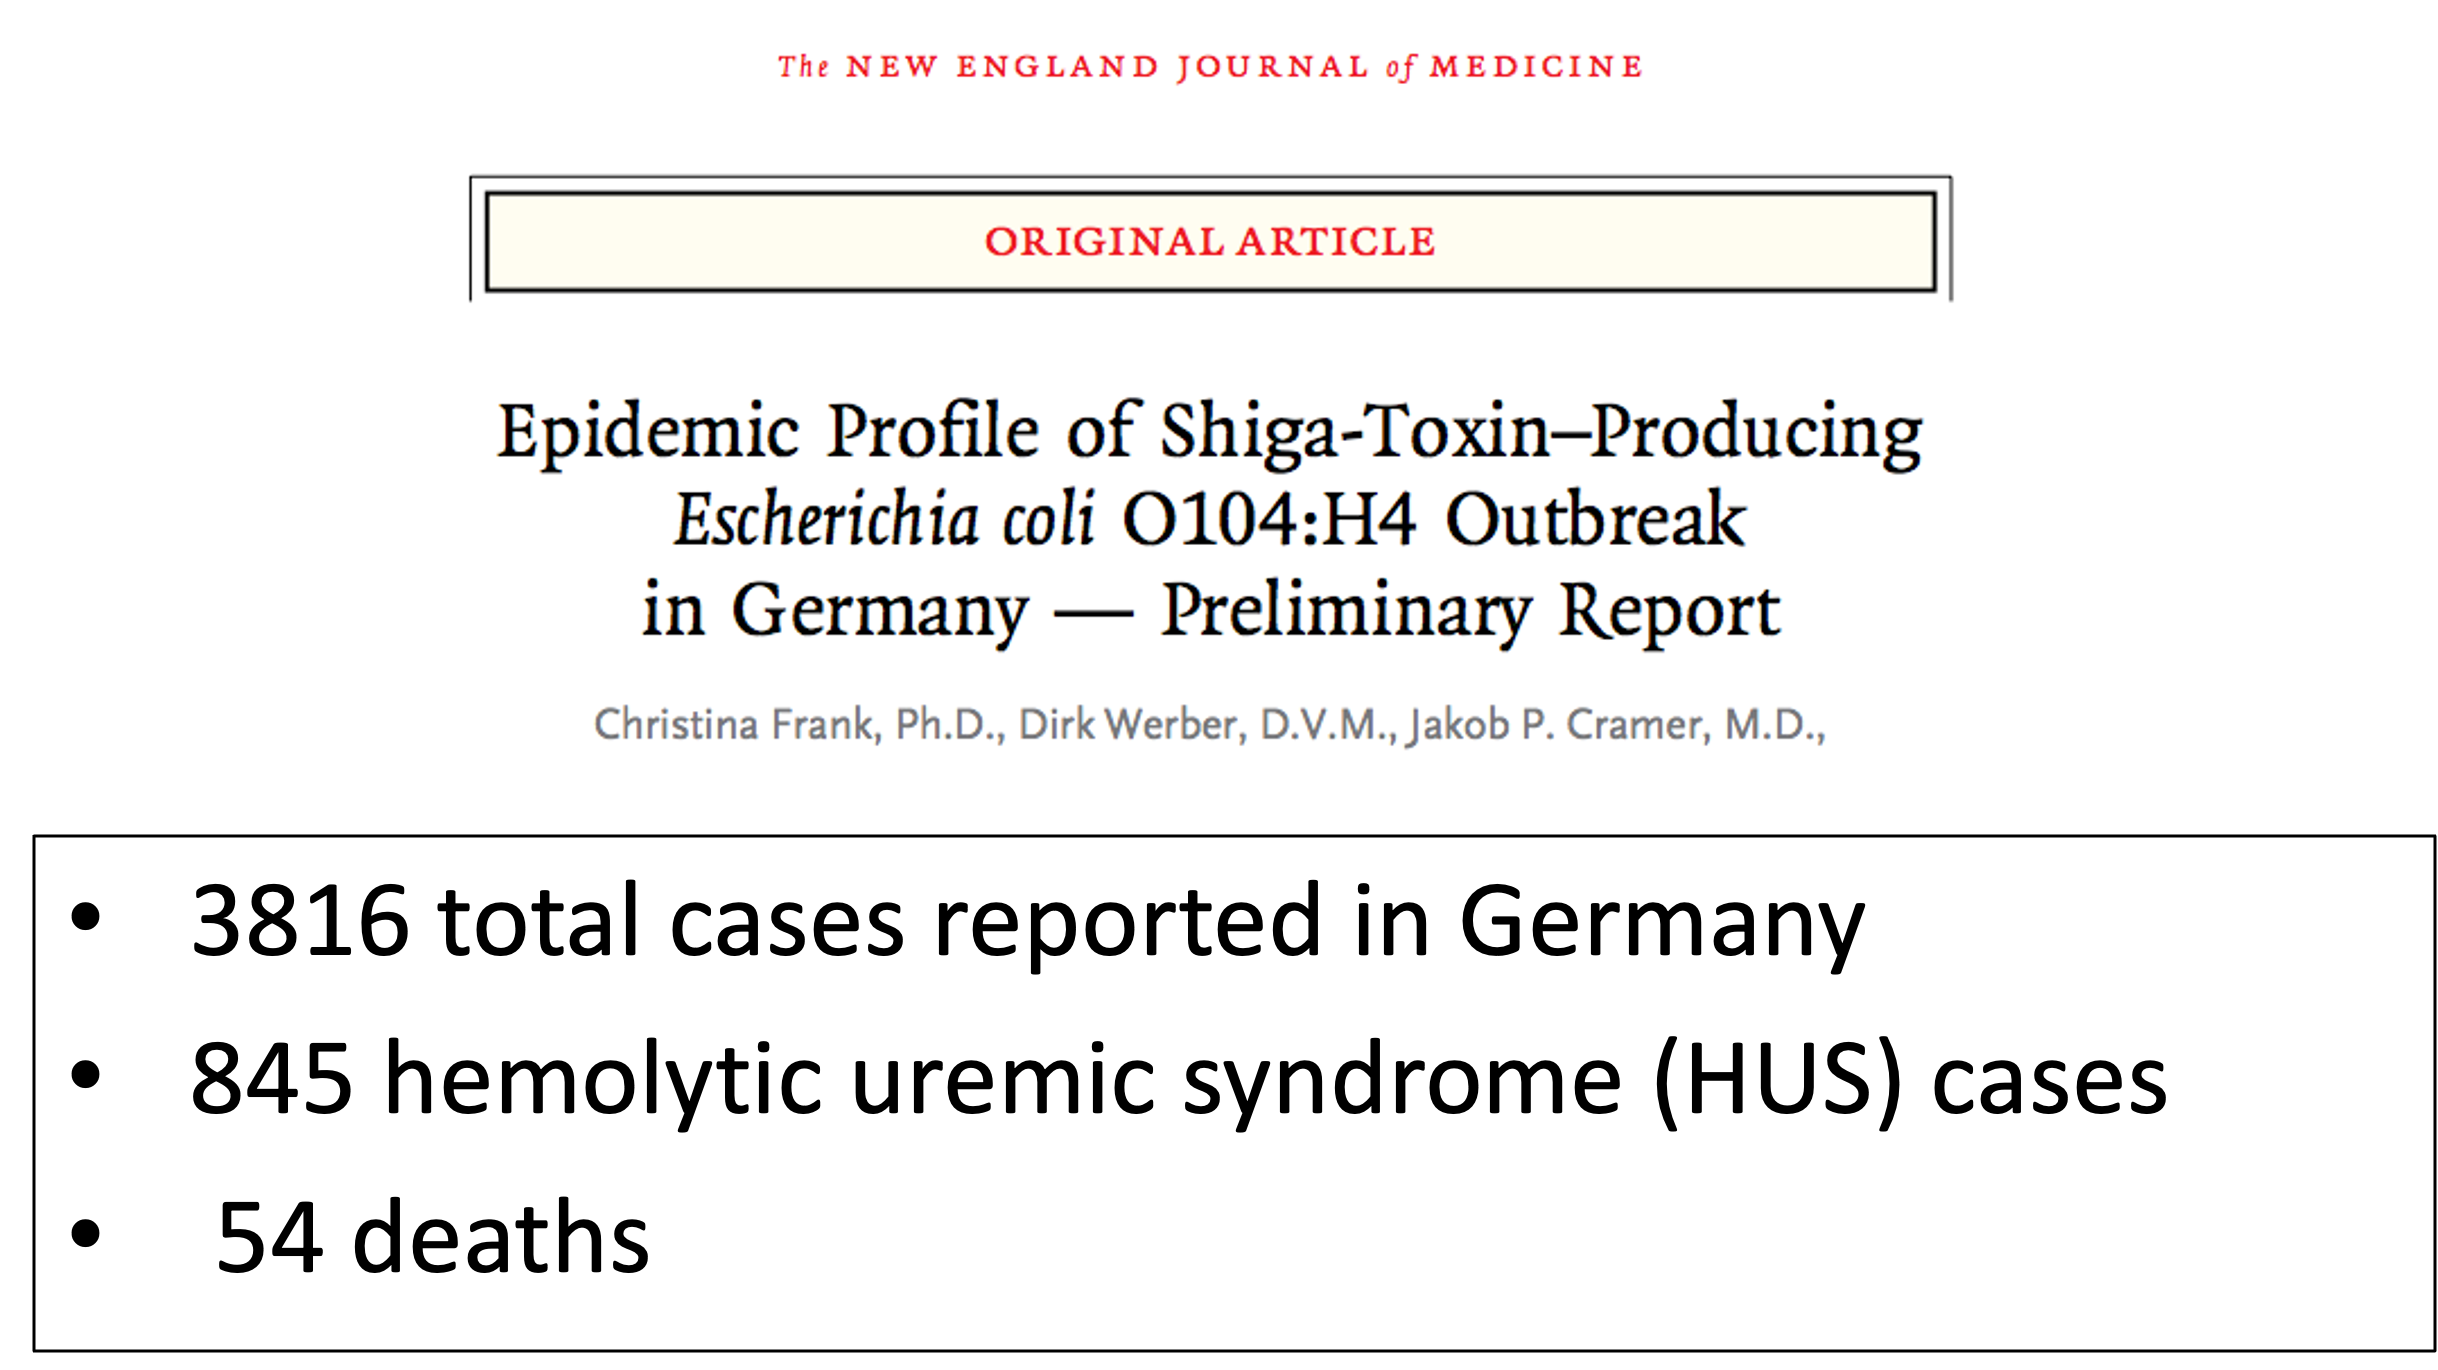 The NEW ENGLAND JOURNAL of MEDICINE
ORIGINAL ARTICLE
Epidemic Profile of Shiga-Toxin–Producing
Escherichia coli O104:H4 Outbreak
in Germany — Preliminary Report
Christina Frank, Ph.D., Dirk Werber, D.V.M., Jakob P. Cramer, M.D.,
• 3816 total cases reported in Germany
• 845 hemolytic uremic syndrome (HUS) cases
• 54 deaths